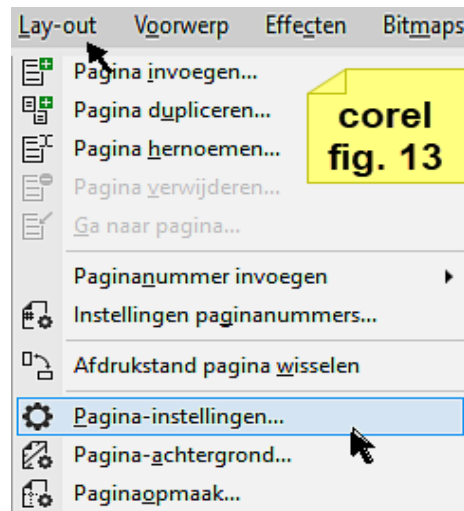 Lay-out Voorwerp Effecten Bitmaps
Pagina invoegen...
Pagina dupliceren...
Pagina hernoemen...
Pagina verwijderen...
Ga naar pagina...
corel
fig. 13
Paginanummer invoegen
Instellingen paginanummers...
Afdrukstand pagina wisselen
Pagina-instellingen...
Pagina-achtergrond...
Paginaopmaak...